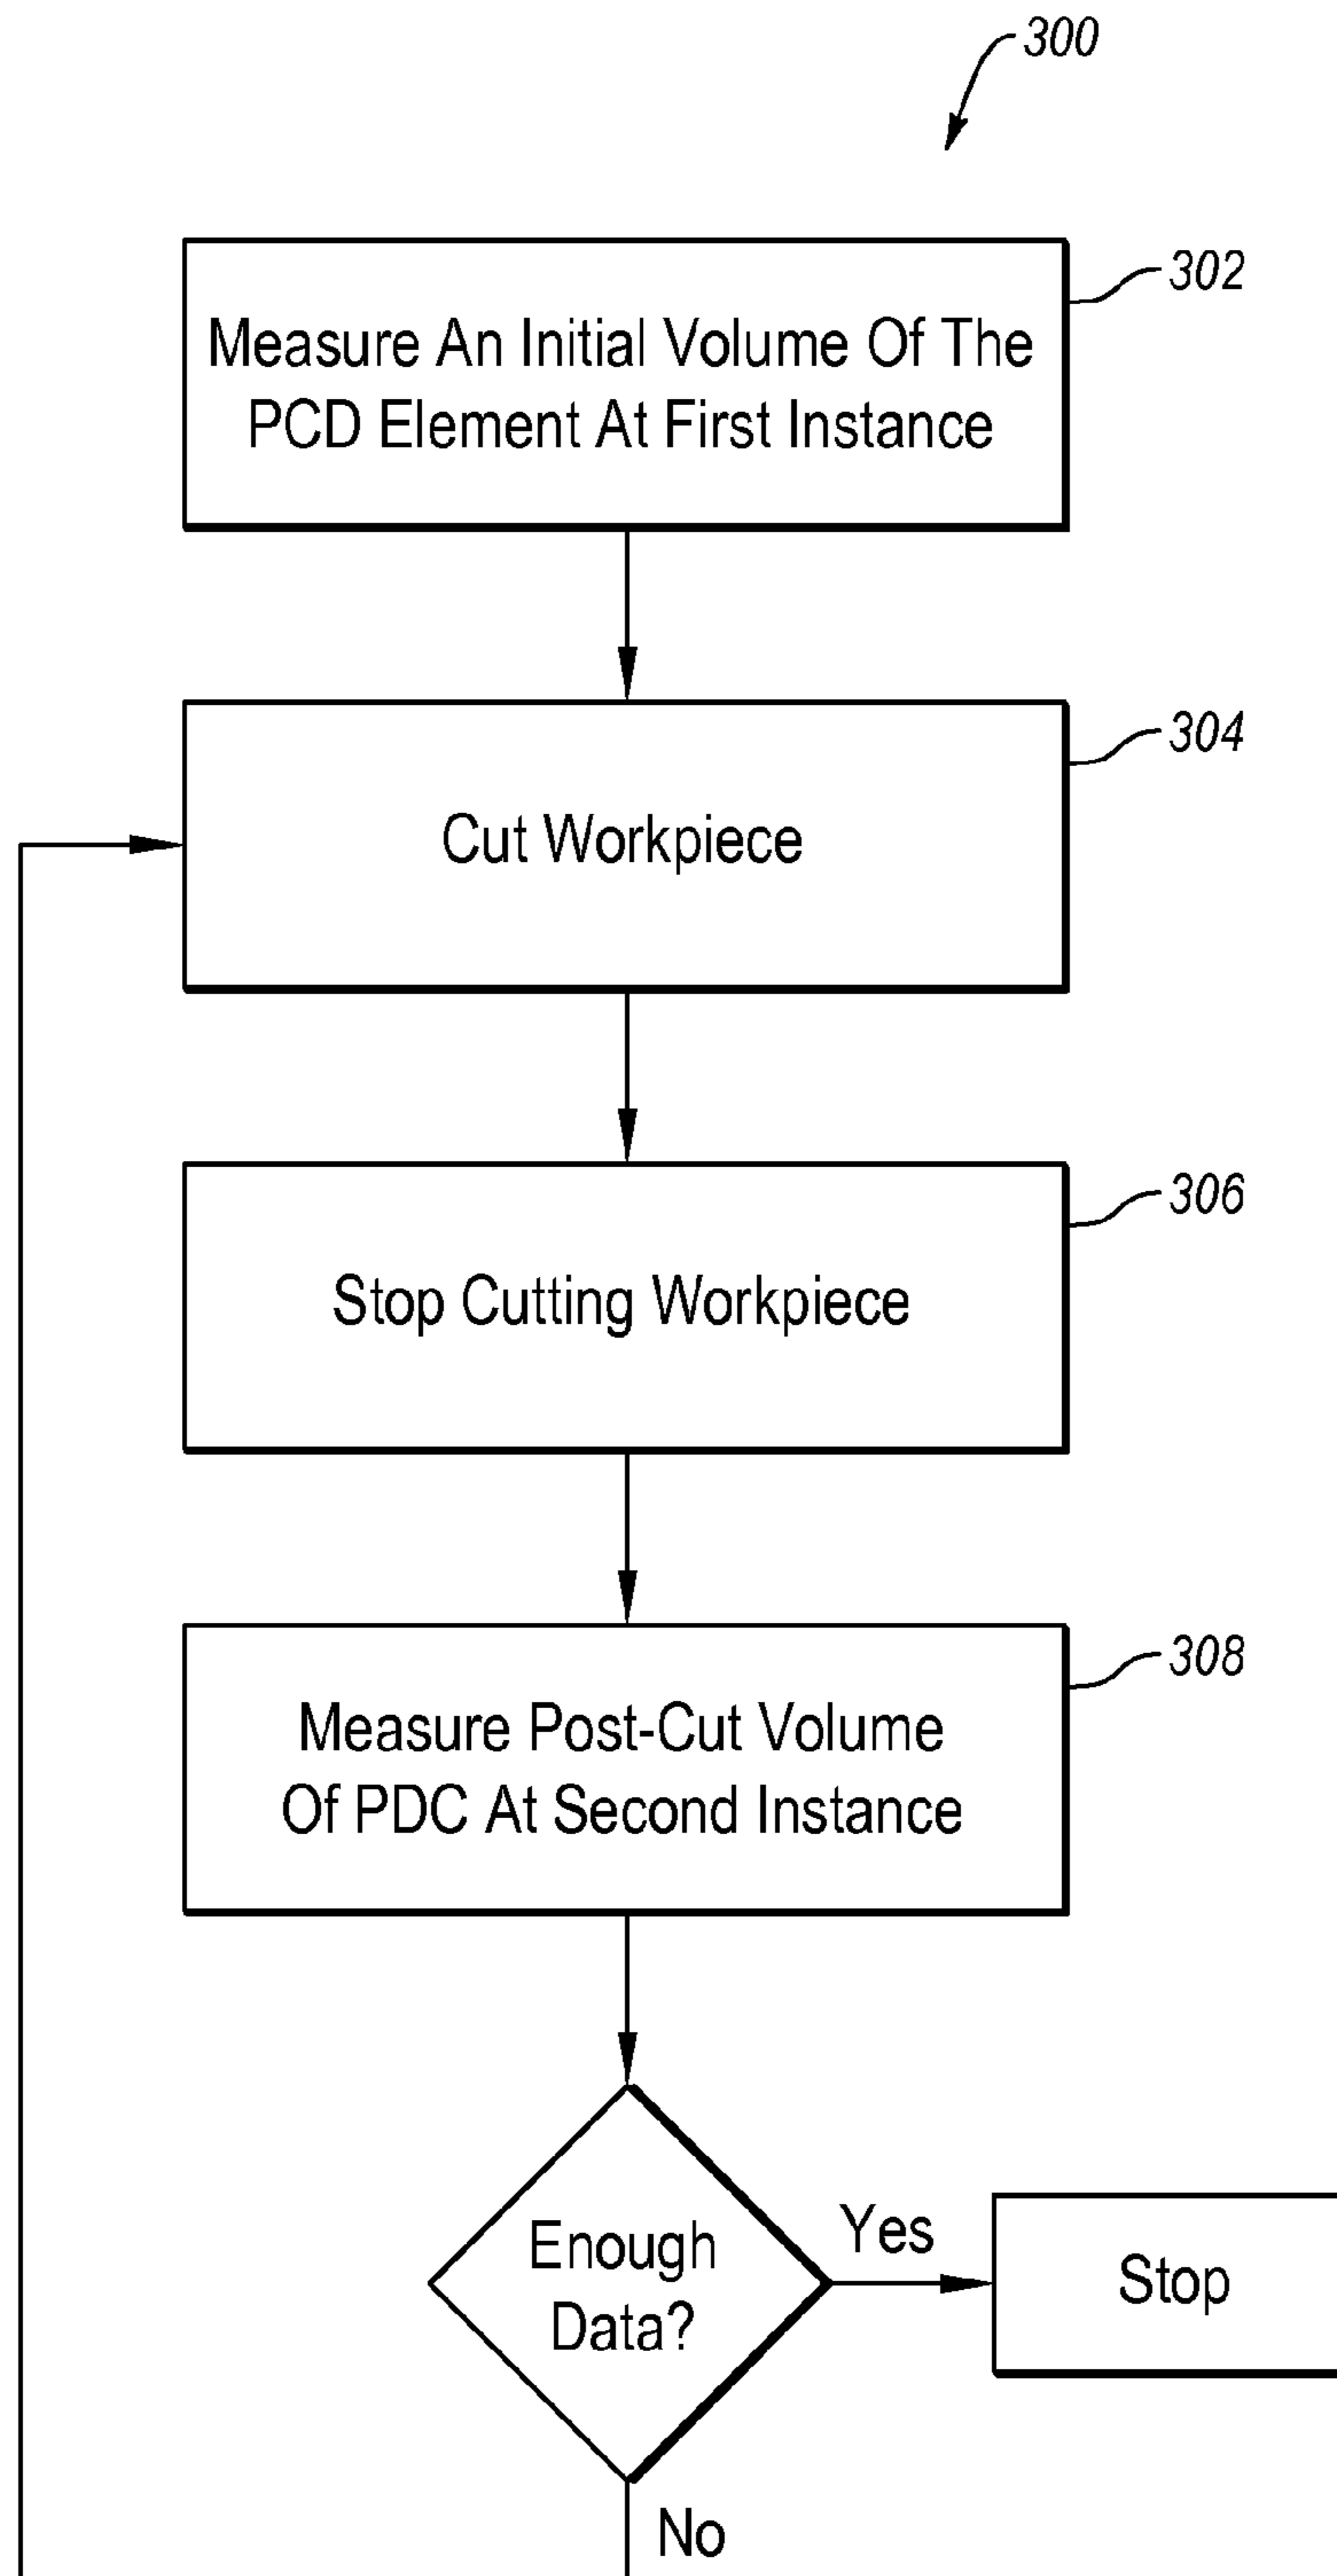 300
302
Measure An Initial Volume Of The
PCD Element At First Instance
304
Cut Workpiece
306
Stop Cutting Workpiece
308
Measure Post-Cut Volume
Of PDC At Second Instance
Enough
Data?
Yes
Stop
No